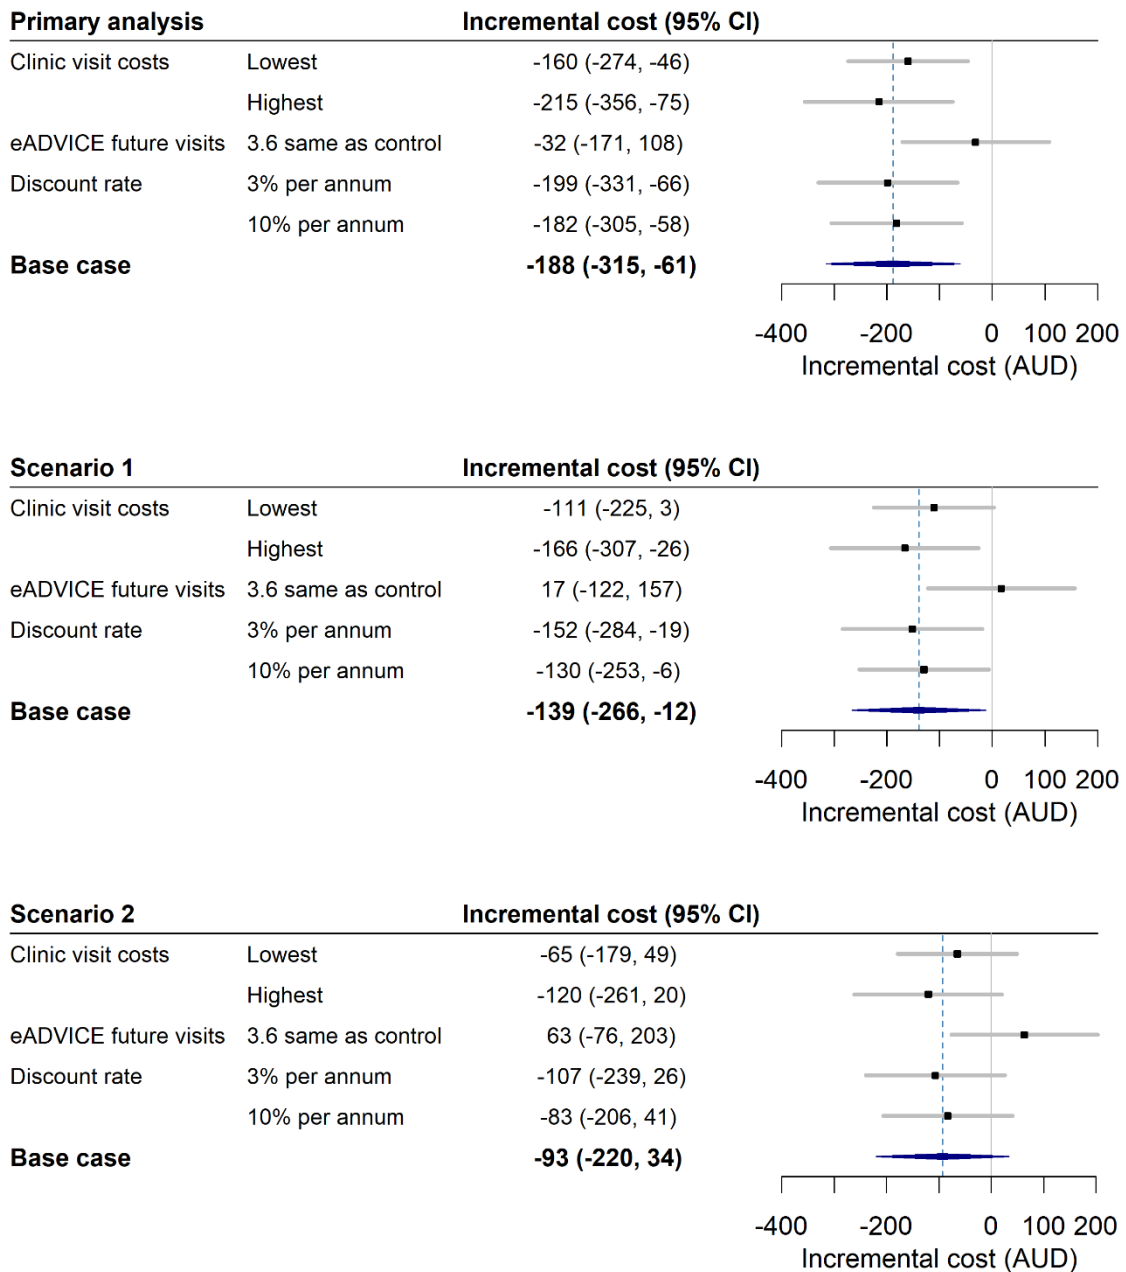 Primary analysis Incremental cost (95% CI)
Clinic visit costs Lowest -160 (-274, -46)
Highest -215 (-356, -75)
eADVICE future visits 3.6 same as control -32 (-171, 108)
Discount rate 3% per annum -199 (-331, -66)
10% per annum -182 (-305, -58)
Base case -188 (-315, -61)
-400 -200 0 100 200
Incremental cost (AUD)
Scenario 1 Incremental cost (95% CI)
Clinic visit costs Lowest -111 (-225, 3)
Highest -166 (-307, -26)
eADVICE future visits 3.6 same as control 17 (-122, 157)
Discount rate 3% per annum -152 (-284, -19)
10% per annum -130 (-253, -6)
Base case -139 (-266, -12)
-400 -200 0 100 200
Incremental cost (AUD)
Scenario 2 Incremental cost (95% CI)
Clinic visit costs Lowest -65 (-179, 49)
Highest -120 (-261, 20)
eADVICE future visits 3.6 same as control 63 (-76, 203)
Discount rate 3% per annum -107 (-239, 26)
10% per annum -83 (-206, 41)
Base case -93 (-220, 34)
-400 -200 0 100 200
Incremental cost (AUD)